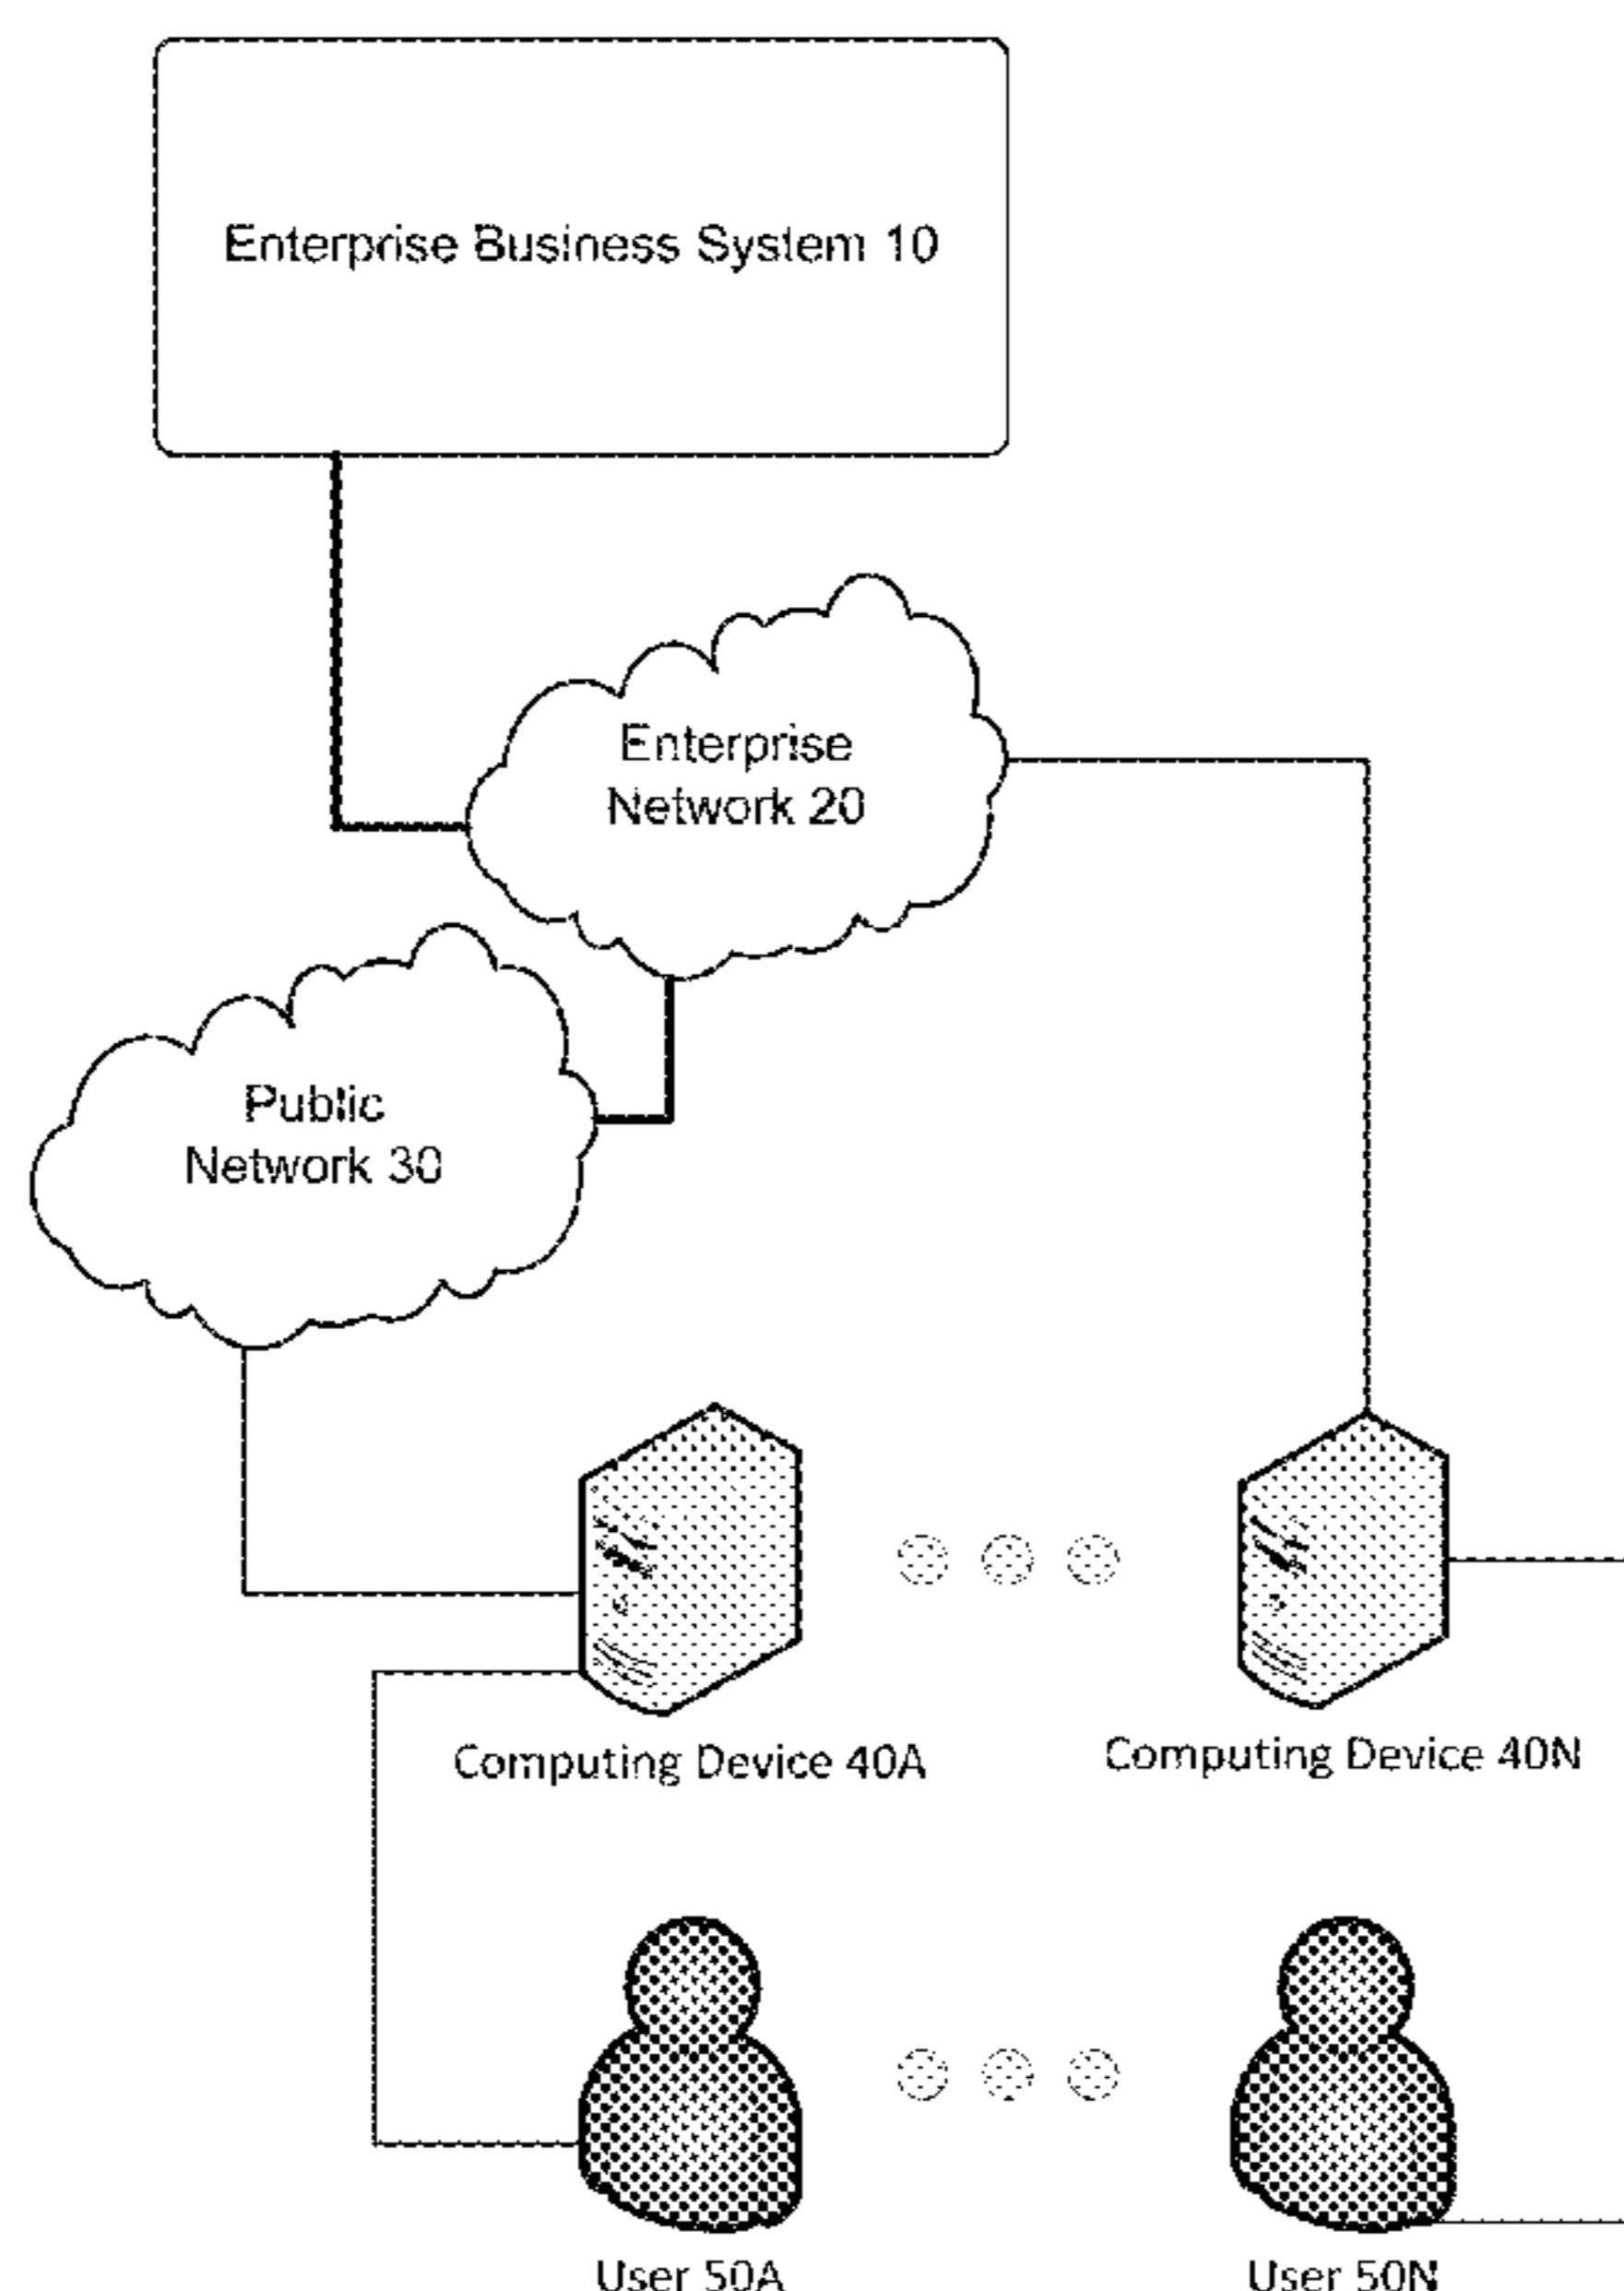 Enterprise Business System 10
Enterprise
Network 20
Public
Network 30
Computing Device 40A
Computing Device 40N
User 50A
User 50N